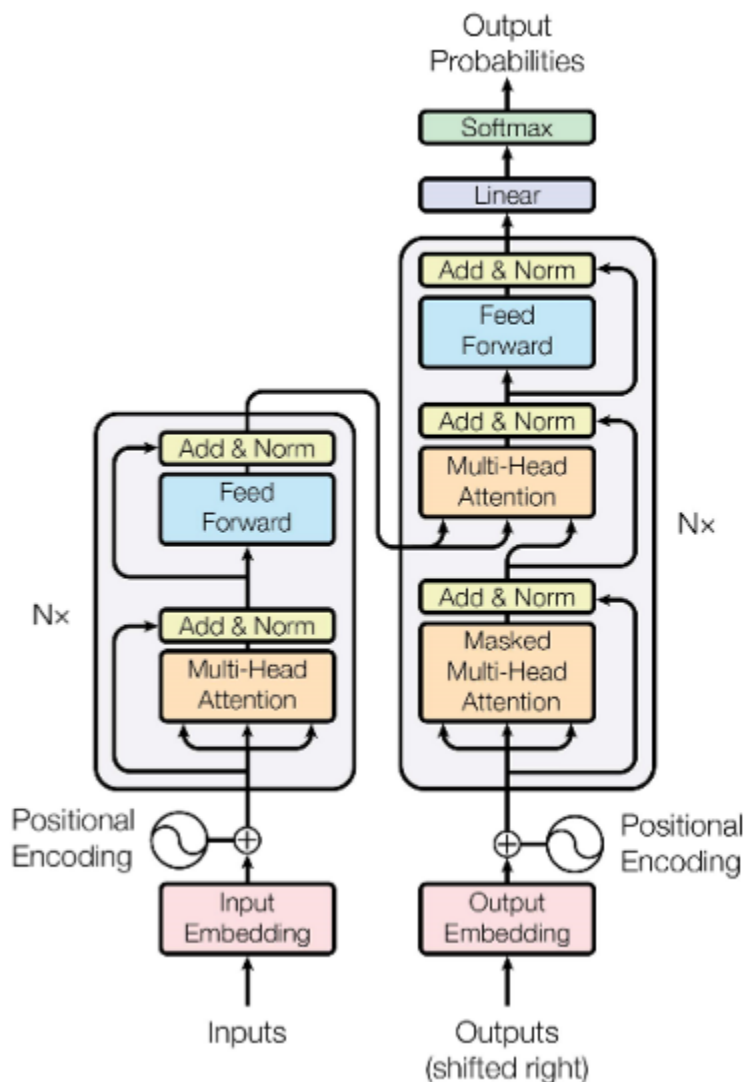 Output
Probabilities
Softmax
Linear
Add & Norm
Feed
Forward
Add & Norm
Multi-Head
Attention
Nx
Add & Norm
Masked
Multi-Head
Attention
Add & Norm
Feed
Forward
Nx
Add & Norm
Multi-Head
Attention
Positional
Encoding
Positional
Encoding
Input
Embedding
Output
Embedding
Inputs
Outputs
(shifted right)